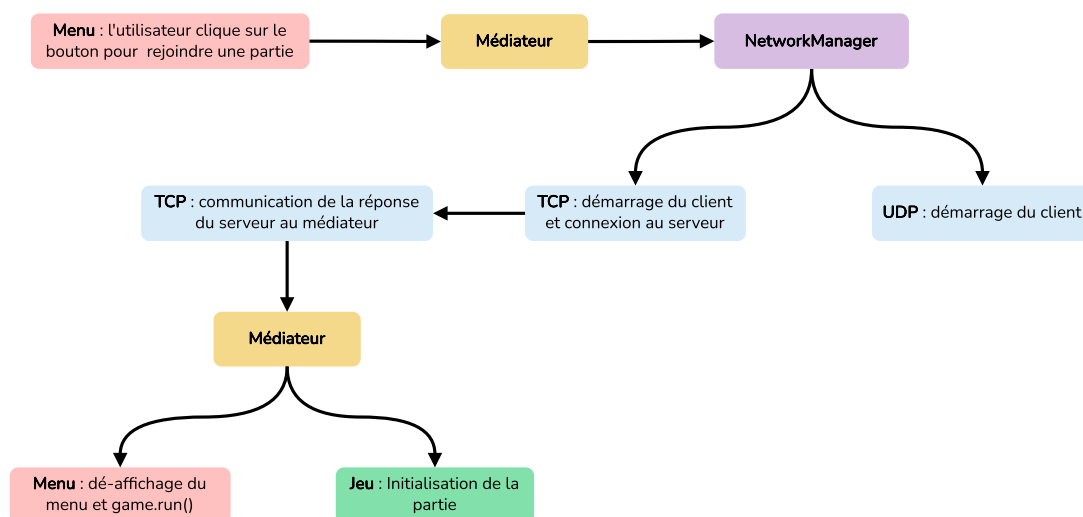 Menu : l'utilisateur clique sur le
bouton pour  rejoindre une partie
Médiateur
NetworkManager
TCP : communication de la réponse
du serveur au médiateur
TCP : démarrage du client
et connexion au serveur
UDP : démarrage du client
Médiateur
Menu : dé-affichage du
menu et game.run()
Jeu : Initialisation de la
partie